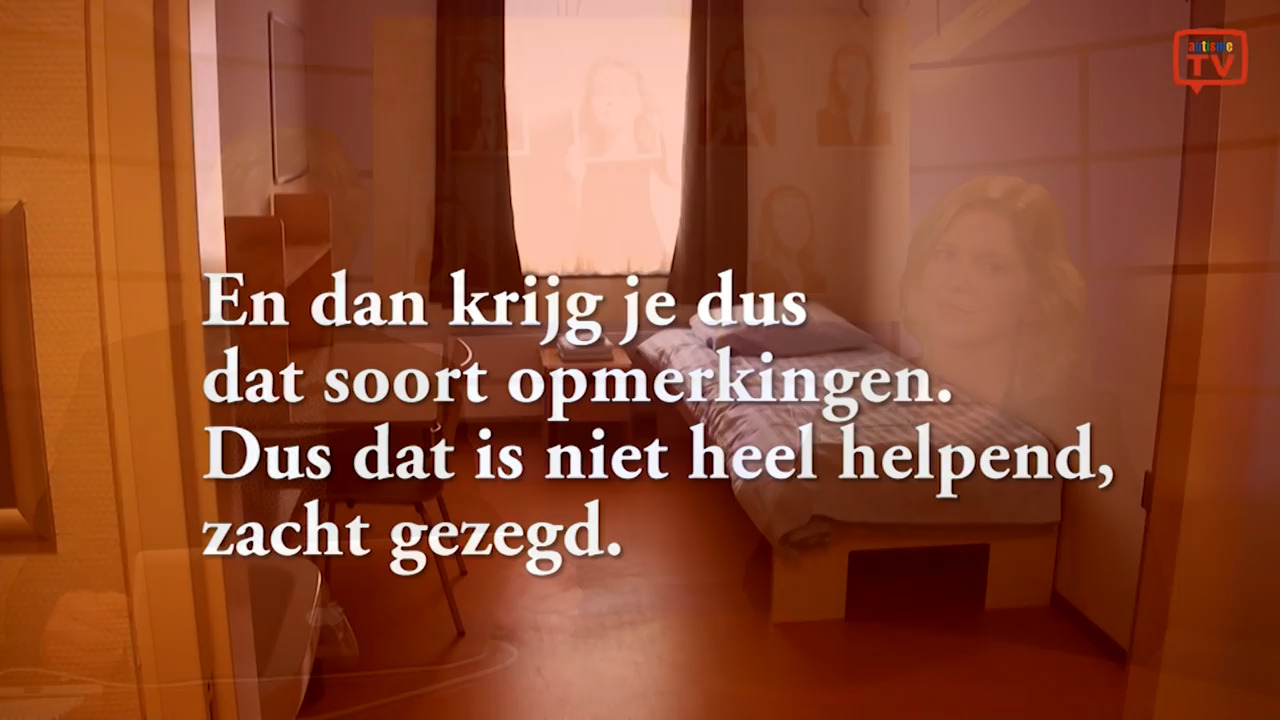 autisme
TV
En dan krijg je dus
dat soort opmerkingen.
Dus dat is niet heel helpend,
zacht gezegd.